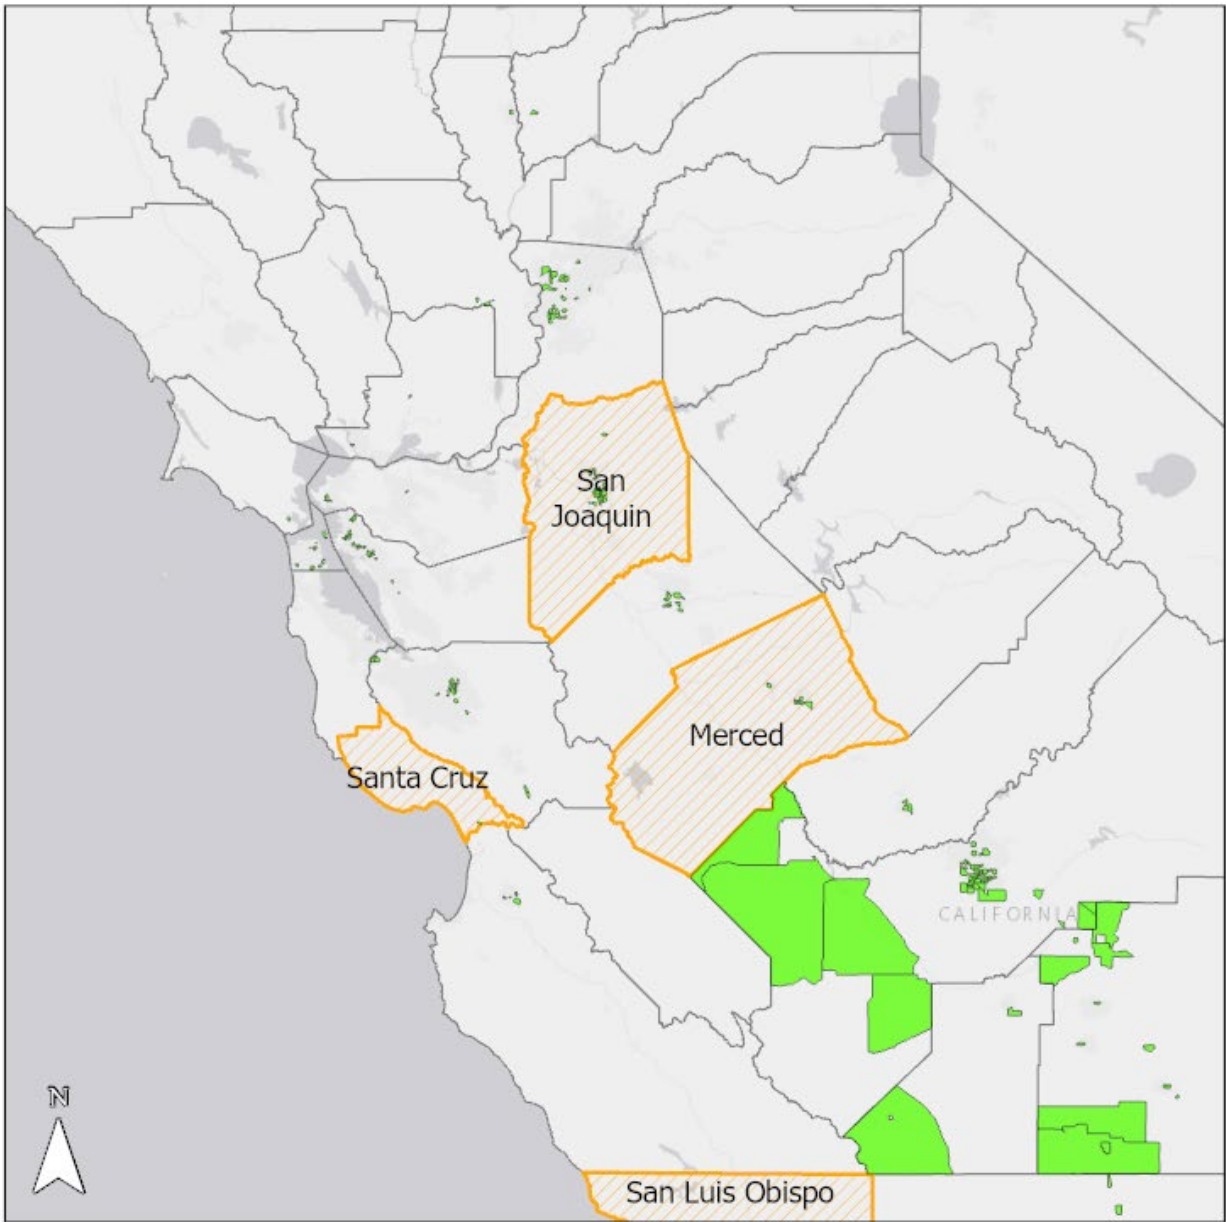 San
Joaquin
Merced
Santa Cruz
CALIFORNIA
N
San Luis Obispo